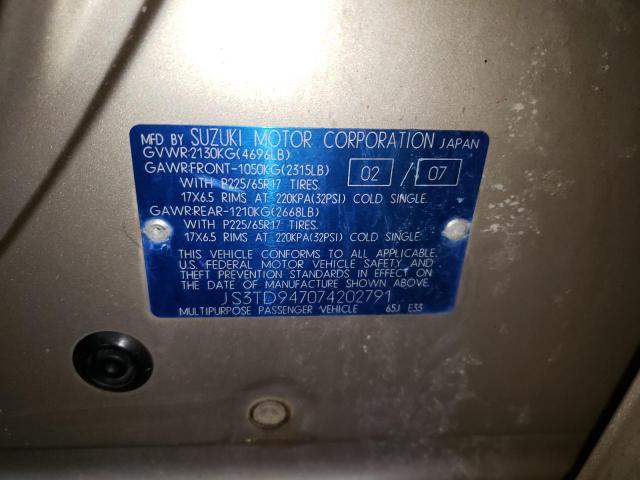 MFD BY SUZUKI MOTOR CORPORATION JAPAN
GVWR:2130KG(4696LB)
GAWR:FRONT-1050KG(2315LB) 02 / 07
WITH P225/65R17 TIRES.
17X6.5 RIMS AT 220KPA(32PSI) COLD SINGLE.
GAWR:REAR-1210KG(2668LB)
WITH P225/65R17 TIRES.
17X6.5 RIMS AT 220KPA(32PSI) COLD SINGLE.
THIS VEHICLE CONFORMS TO ALL APPLICABLE.
U.S. FEDERAL MOTOR VEHICLE SAFETY AND
THEFT PREVENTION STANDARDS IN EFFECT ON
THE DATE OF MANUFACTURE SHOWN ABOVE.
JS3TD947074202791
MULTIPURPOSE PASSENGER VEHICLE 65J E33